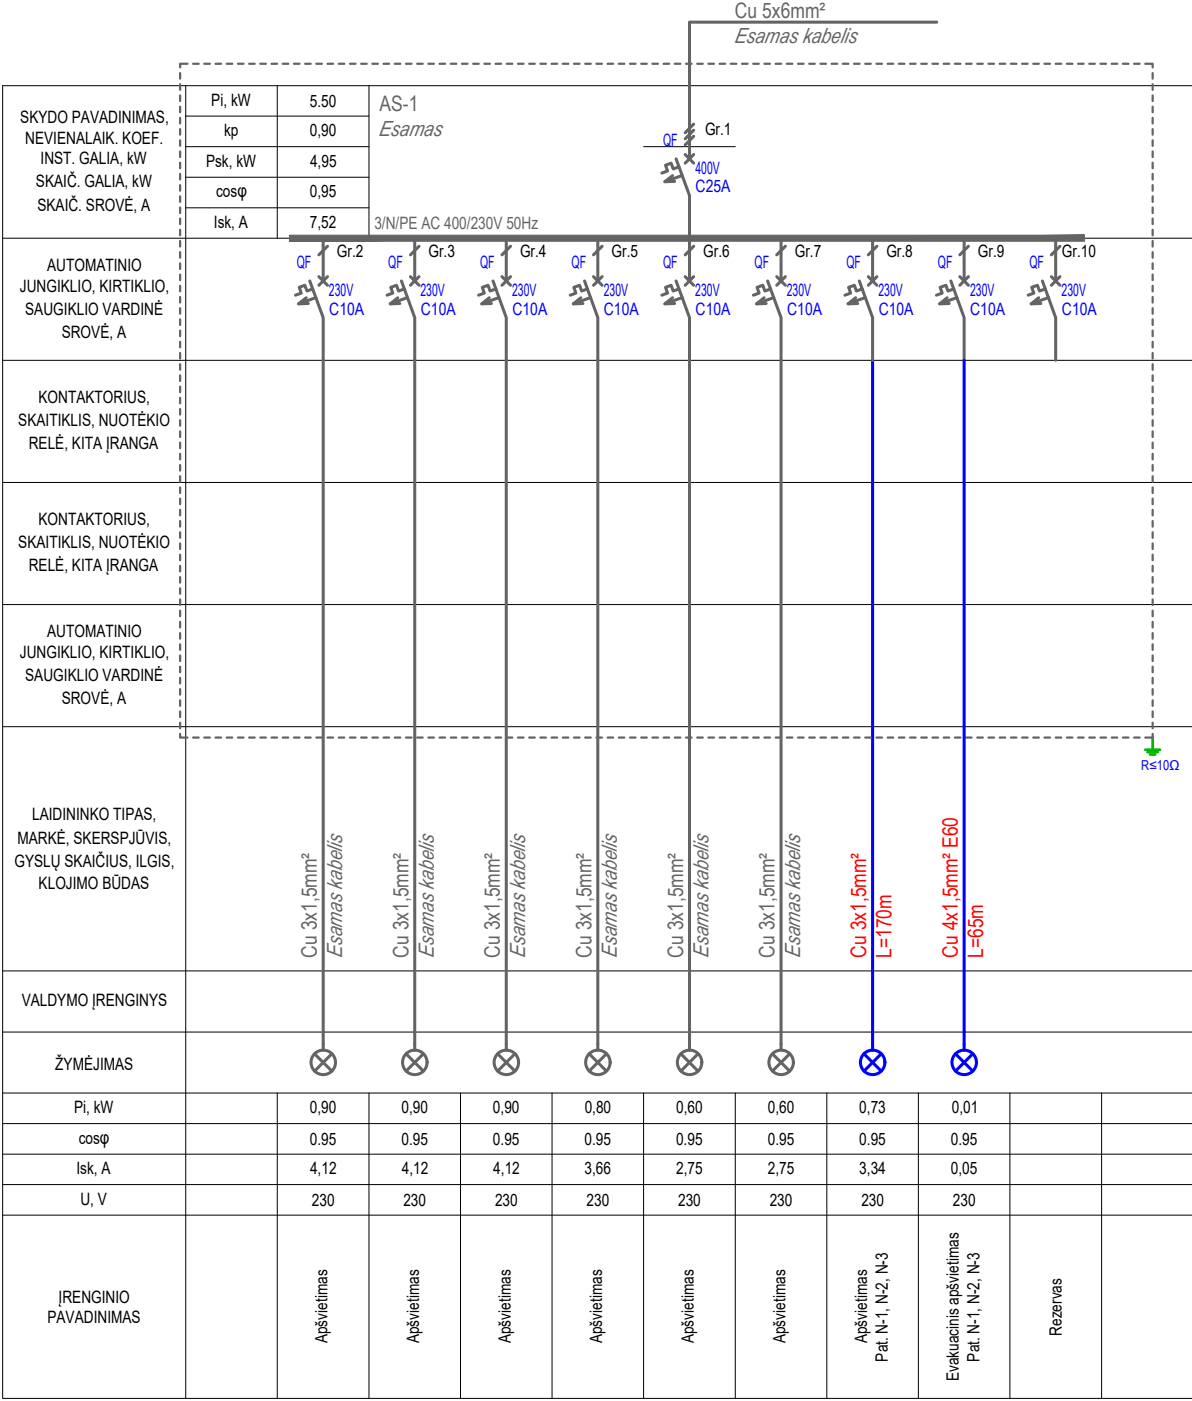 Cu 5x6mm²
Esamas kabelis
SKYDO PAVADINIMAS,
NEVIENALAIK. KOEF.
INST. GALIA, kW
SKAIČ. GALIA, kW
SKAIČ. SROVĖ, A
Pi, kW 5.50
kp 0,90
Psk, kW 4,95
cosφ 0,95
Isk, A 7,52
AS-1
Esamas
3/N/PE AC 400/230V 50Hz
QF Gr.1
400V
C25A
AUTOMATINIO
JUNGIKLIO, KIRTIKLIO,
SAUGIKLIO VARDINĖ
SROVĖ, A
QF Gr.2
230V
C10A
QF Gr.3
230V
C10A
QF Gr.4
230V
C10A
QF Gr.5
230V
C10A
QF Gr.6
230V
C10A
QF Gr.7
230V
C10A
QF Gr.8
230V
C10A
QF Gr.9
230V
C10A
QF Gr.10
230V
C10A
KONTAKTORIUS,
SKAITIKLIS, NUOTĖKIO
RELĖ, KITA ĮRANGA
KONTAKTORIUS,
SKAITIKLIS, NUOTĖKIO
RELĖ, KITA ĮRANGA
AUTOMATINIO
JUNGIKLIO, KIRTIKLIO,
SAUGIKLIO VARDINĖ
SROVĖ, A
R≤10Ω
LAIDININKO TIPAS,
MARKĖ, SKERSPJŪVIS,
GYSLŲ SKAIČIUS, ILGIS,
KLOJIMO BŪDAS
Cu 3x1,5mm²
Esamas kabelis
Cu 3x1,5mm²
Esamas kabelis
Cu 3x1,5mm²
Esamas kabelis
Cu 3x1,5mm²
Esamas kabelis
Cu 3x1,5mm²
Esamas kabelis
Cu 3x1,5mm²
Esamas kabelis
Cu 3x1,5mm²
L=170m
Cu 4x1,5mm² E60
L=65m
VALDYMO ĮRENGINYS
ŽYMĖJIMAS
Pi, kW 0,90 0,90 0,90 0,80 0,60 0,60 0,73 0,01
cosφ 0.95 0.95 0.95 0.95 0.95 0.95 0.95 0.95
Isk, A 4,12 4,12 4,12 3,66 2,75 2,75 3,34 0,05
U, V 230 230 230 230 230 230 230 230
ĮRENGINIO
PAVADINIMAS
Apšvietimas
Apšvietimas
Apšvietimas
Apšvietimas
Apšvietimas
Apšvietimas
Apšvietimas
Pat. N-1, N-2, N-3
Evakuacinis apšvietimas
Pat. N-1, N-2, N-3
Rezervas